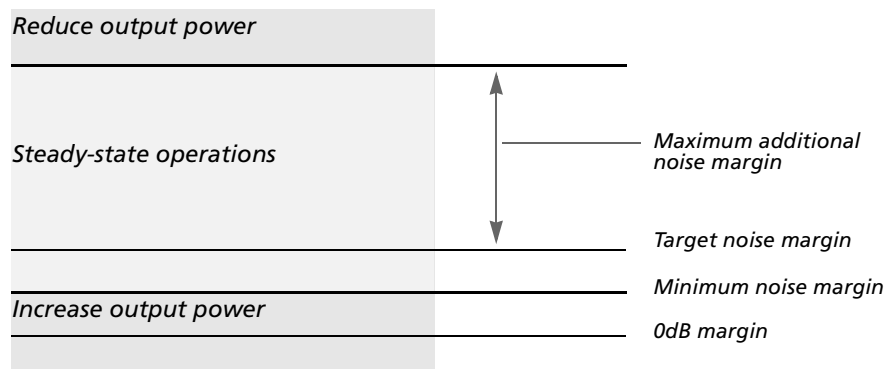 Reduce output power
Steady-state operations
Maximum additional
noise margin
Target noise margin
Minimum noise margin
Increase output power
0dB margin